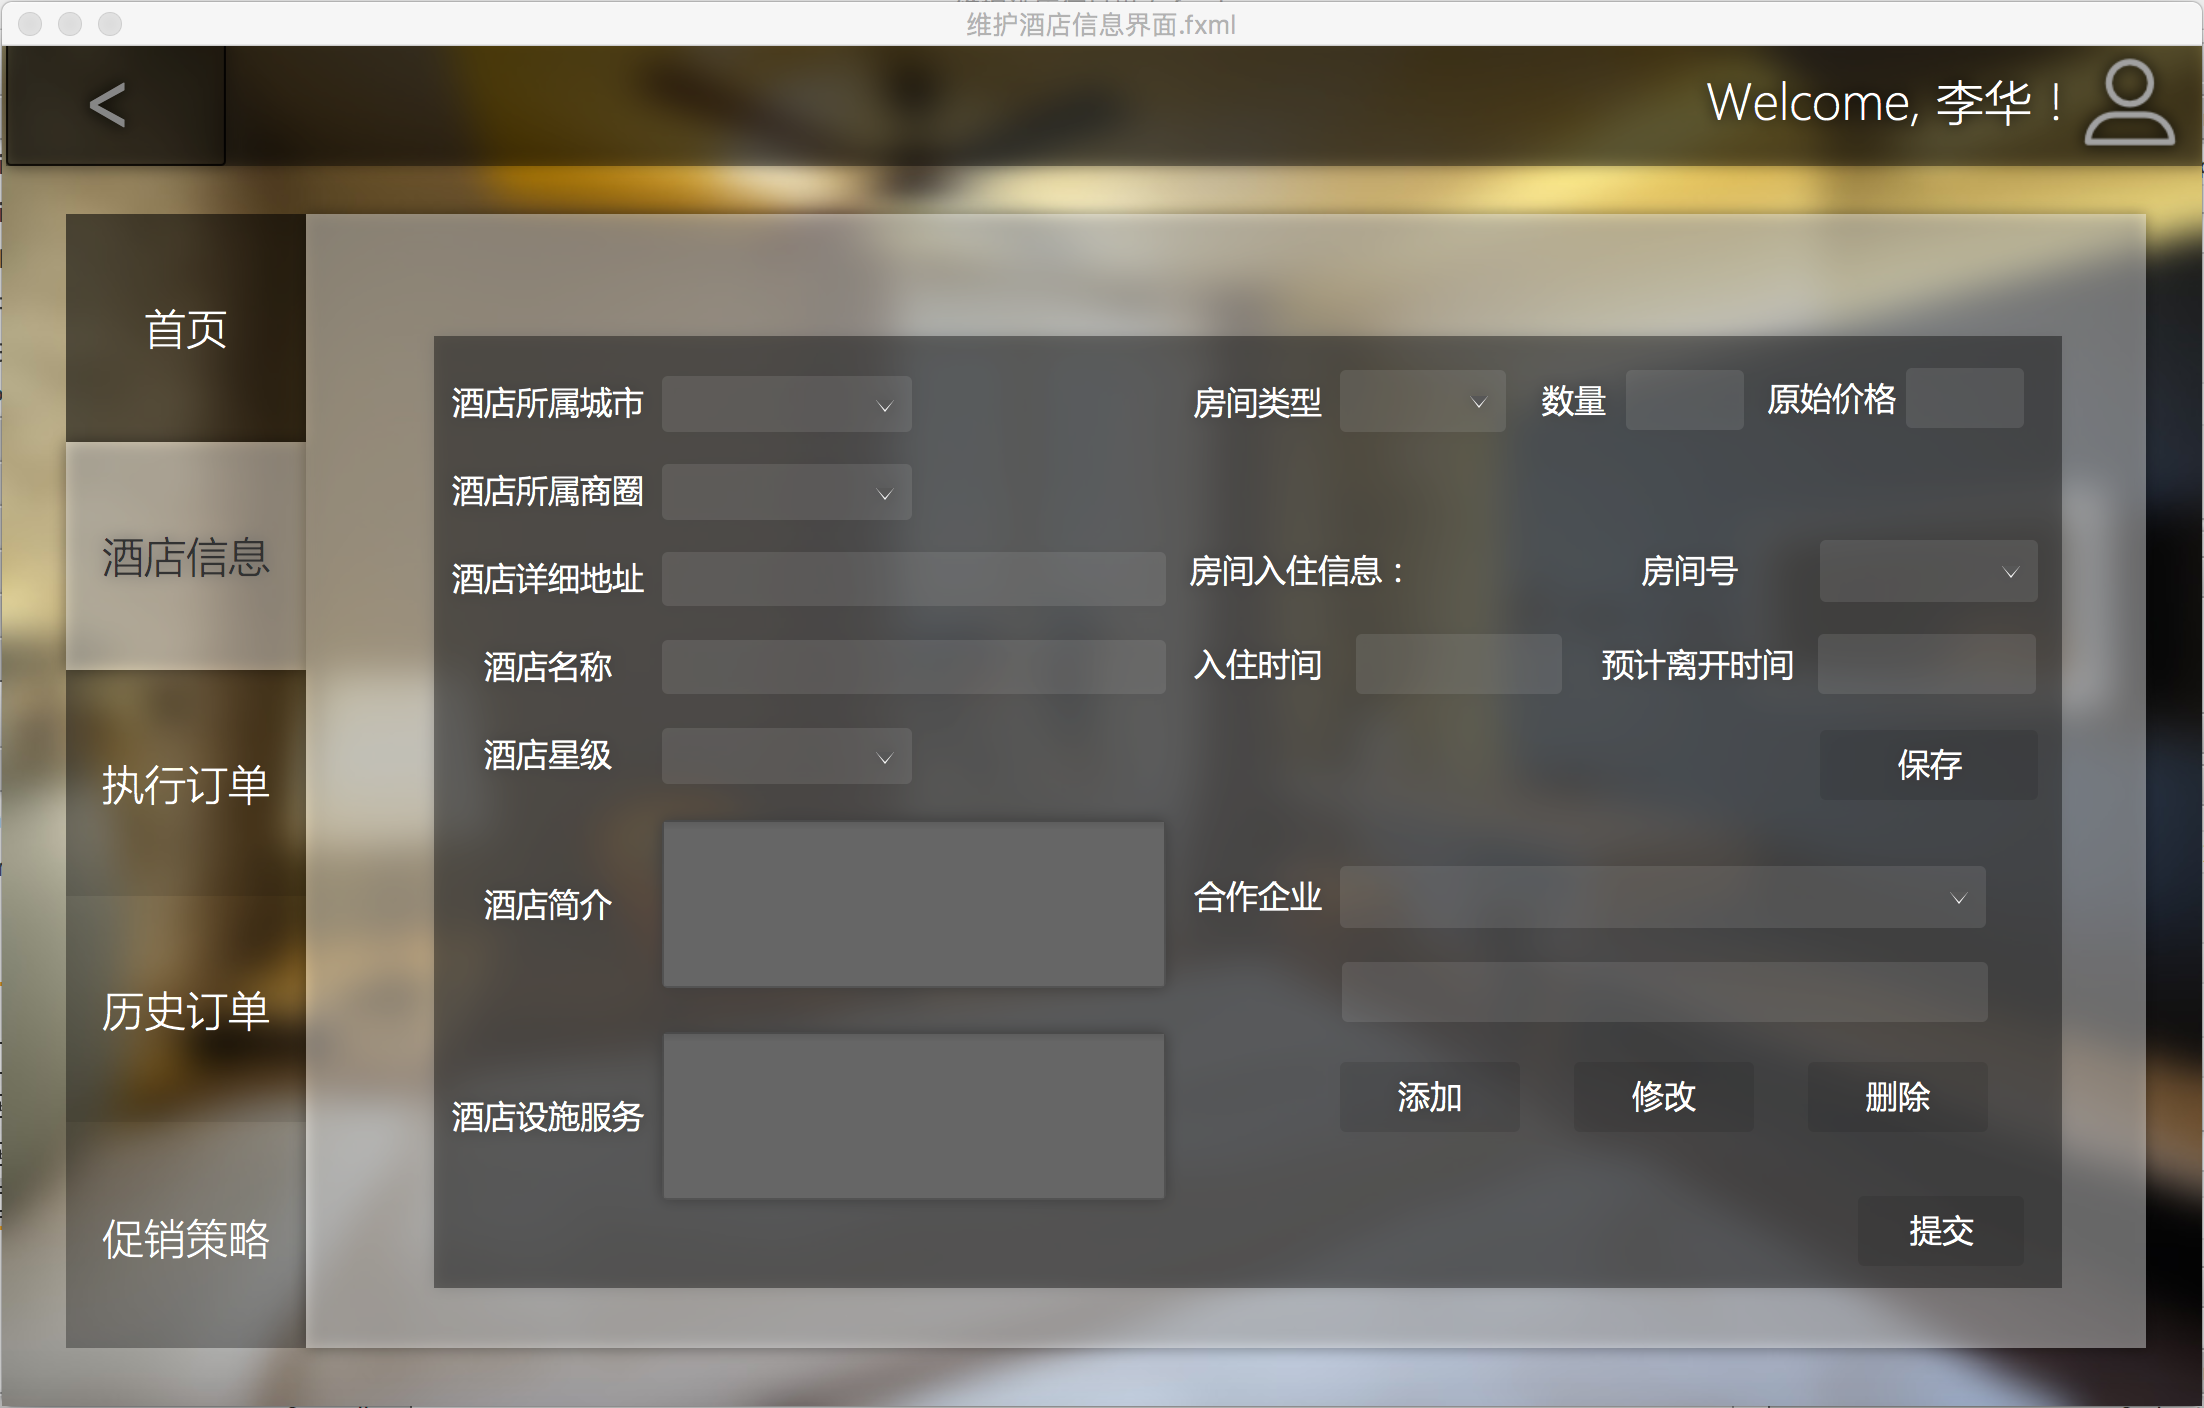 维护酒店信息界面.fxml
<
Welcome, 李华！
首页
酒店信息
执行订单
历史订单
促销策略
酒店所属城市
酒店所属商圈
酒店详细地址
酒店名称
酒店星级
酒店简介
酒店设施服务
房间类型 数量 原始价格
房间入住信息： 房间号
入住时间 预计离开时间
保存
合作企业
添加 修改 删除
提交